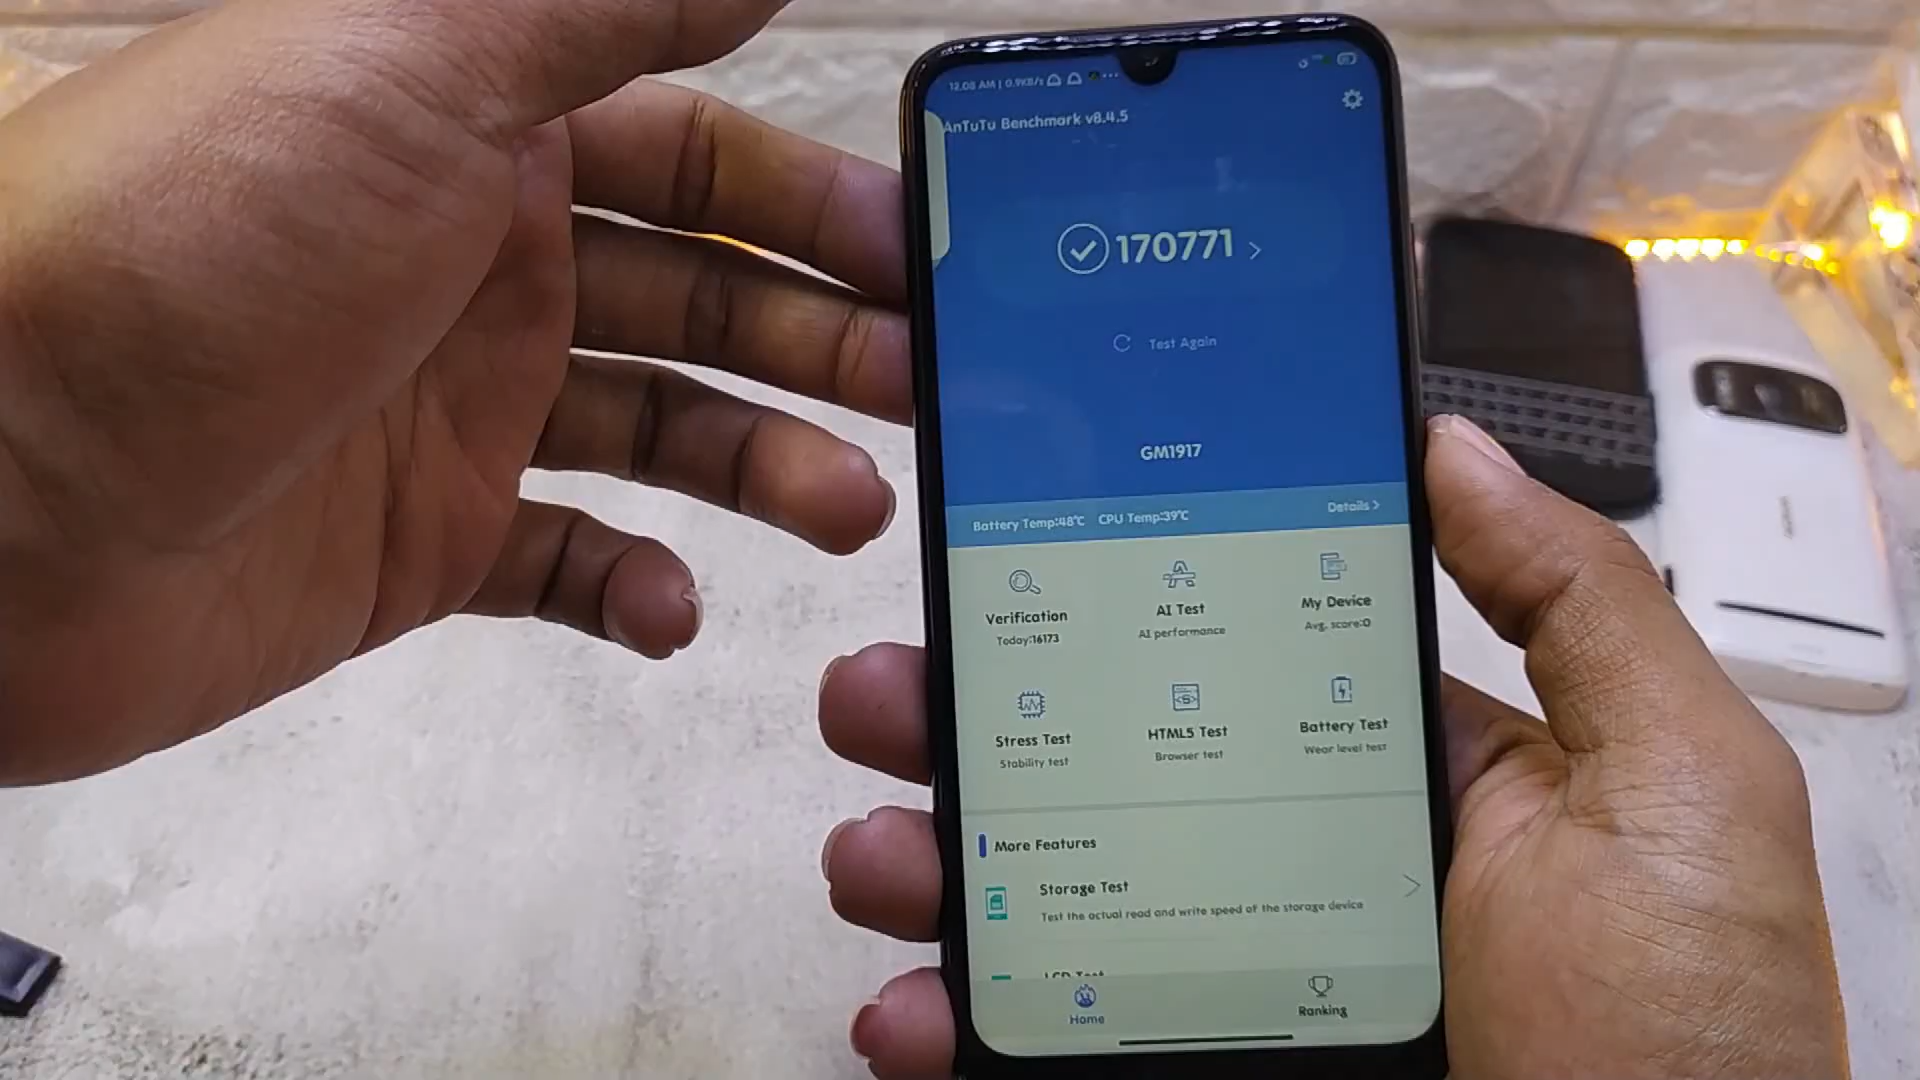 12.08 AM | 0.9KB/s ...
AnTuTu Benchmark v8.4.5
170771 >
Test Again
GM1917
Battery Temp:48℃ CPU Temp:39℃ Details >
Verification AI Test My Device
Today:16173 AI performance Avg. score:0
Stress Test HTML5 Test Battery Test
Stability test Browser test Wear level test
More Features
Storage Test
Test the actual read and write speed of the storage device
LCD Test
Home Ranking